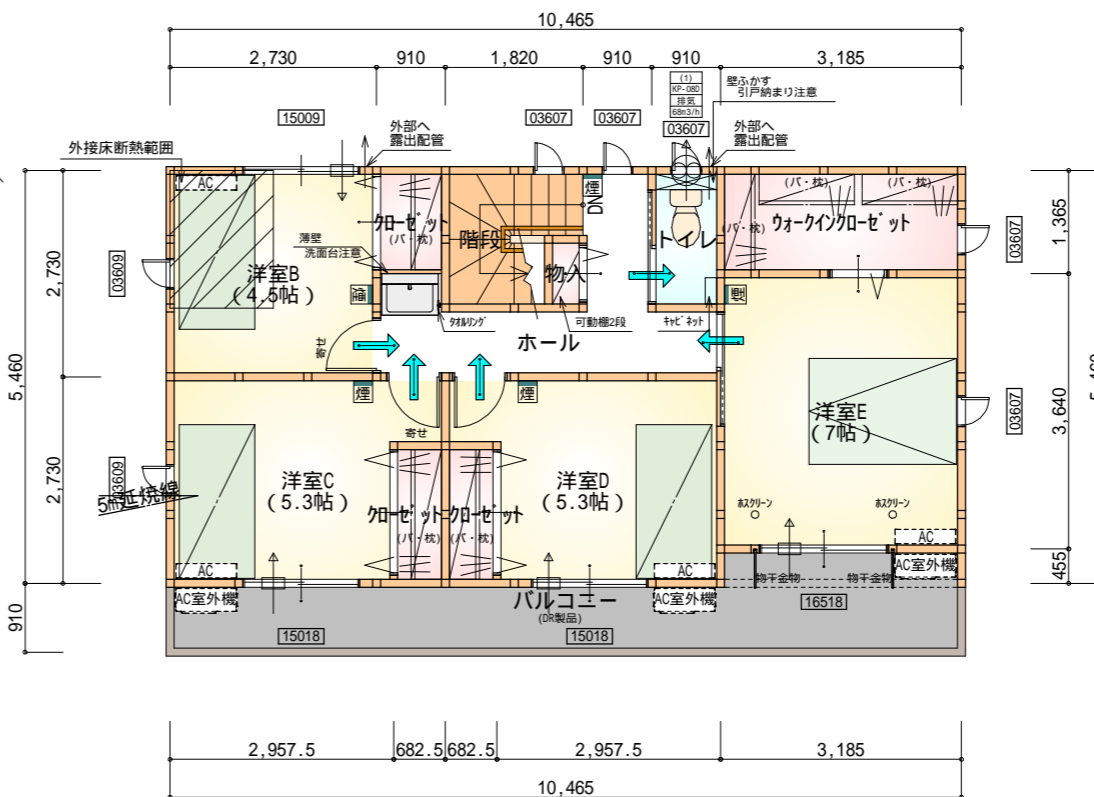 10,465
2,730
910
1,820
910
910
3,185
(1)
KP-08D
排気
68m3/h
壁ふかす
引戸納まり注意
15009
03607
03607
03607
外部へ
露出配管
外部へ
露出配管
外接床断熱範囲
AC
クローゼット
(パ・枕)
階段
煙
DN
トイレ
(パ・枕)
(パ・枕)
ウォークインクローゼット
03607
1,365
2,730
03609
薄壁
洗面台注意
洋室B
(4.5帖)
物入
煙
煙
タオルリング
可動棚2段
キャビネット
ホール
寄せ
5,460
煙
煙
寄せ
洋室E
(7帖)
03607
3,640
2,730
03609
5m延焼線
洋室C
(5.3帖)
クローゼット
(パ・枕)
クローゼット
(パ・枕)
洋室D
(5.3帖)
ホスクリーン
ホスクリーン
AC
AC
AC
AC室外機
AC室外機
AC室外機
物干金物
物干金物
455
910
バルコニー
(DR製品)
16518
15018
15018
2,957.5
682.5
682.5
2,957.5
3,185
10,465